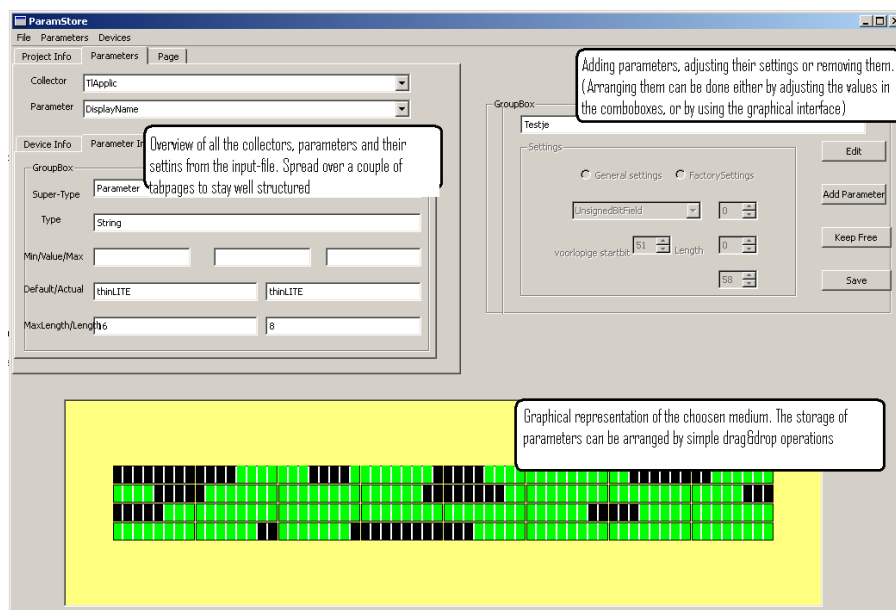 ParamStore
File Parameters Devices
Project Info Parameters Page
Collector TlApplic
Parameter DisplayName
Device Info Parameter In
GroupBox
Super-Type Parameter
Type String
Min/Value/Max
Default/Actual thinLITE thinLITE
MaxLength/Length 16 8
Overview of all the collectors, parameters and their
settins from the input-file. Spread over a couple of
tabpages to stay well structured
Adding parameters, adjusting their settings or removing them.
(Arranging them can be done either by adjusting the values in
the comboboxes, or by using the graphical interface)
GroupBox
Testje
Settings
General settings FactorySettings
UnsignedBitField 0
voorlopige startbit 51 Length 0
58
Edit
Add Parameter
Keep Free
Save
Graphical representation of the choosen medium. The storage of
parameters can be arranged by simple drag&drop operations